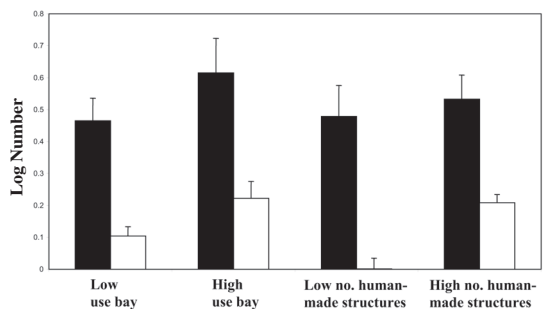 0.8
0.7
0.6
0.5
0.4
0.3
0.2
0.1
0
Log Number
Low
use bay
High
use bay
Low no. human-
made structures
High no. human-
made structures